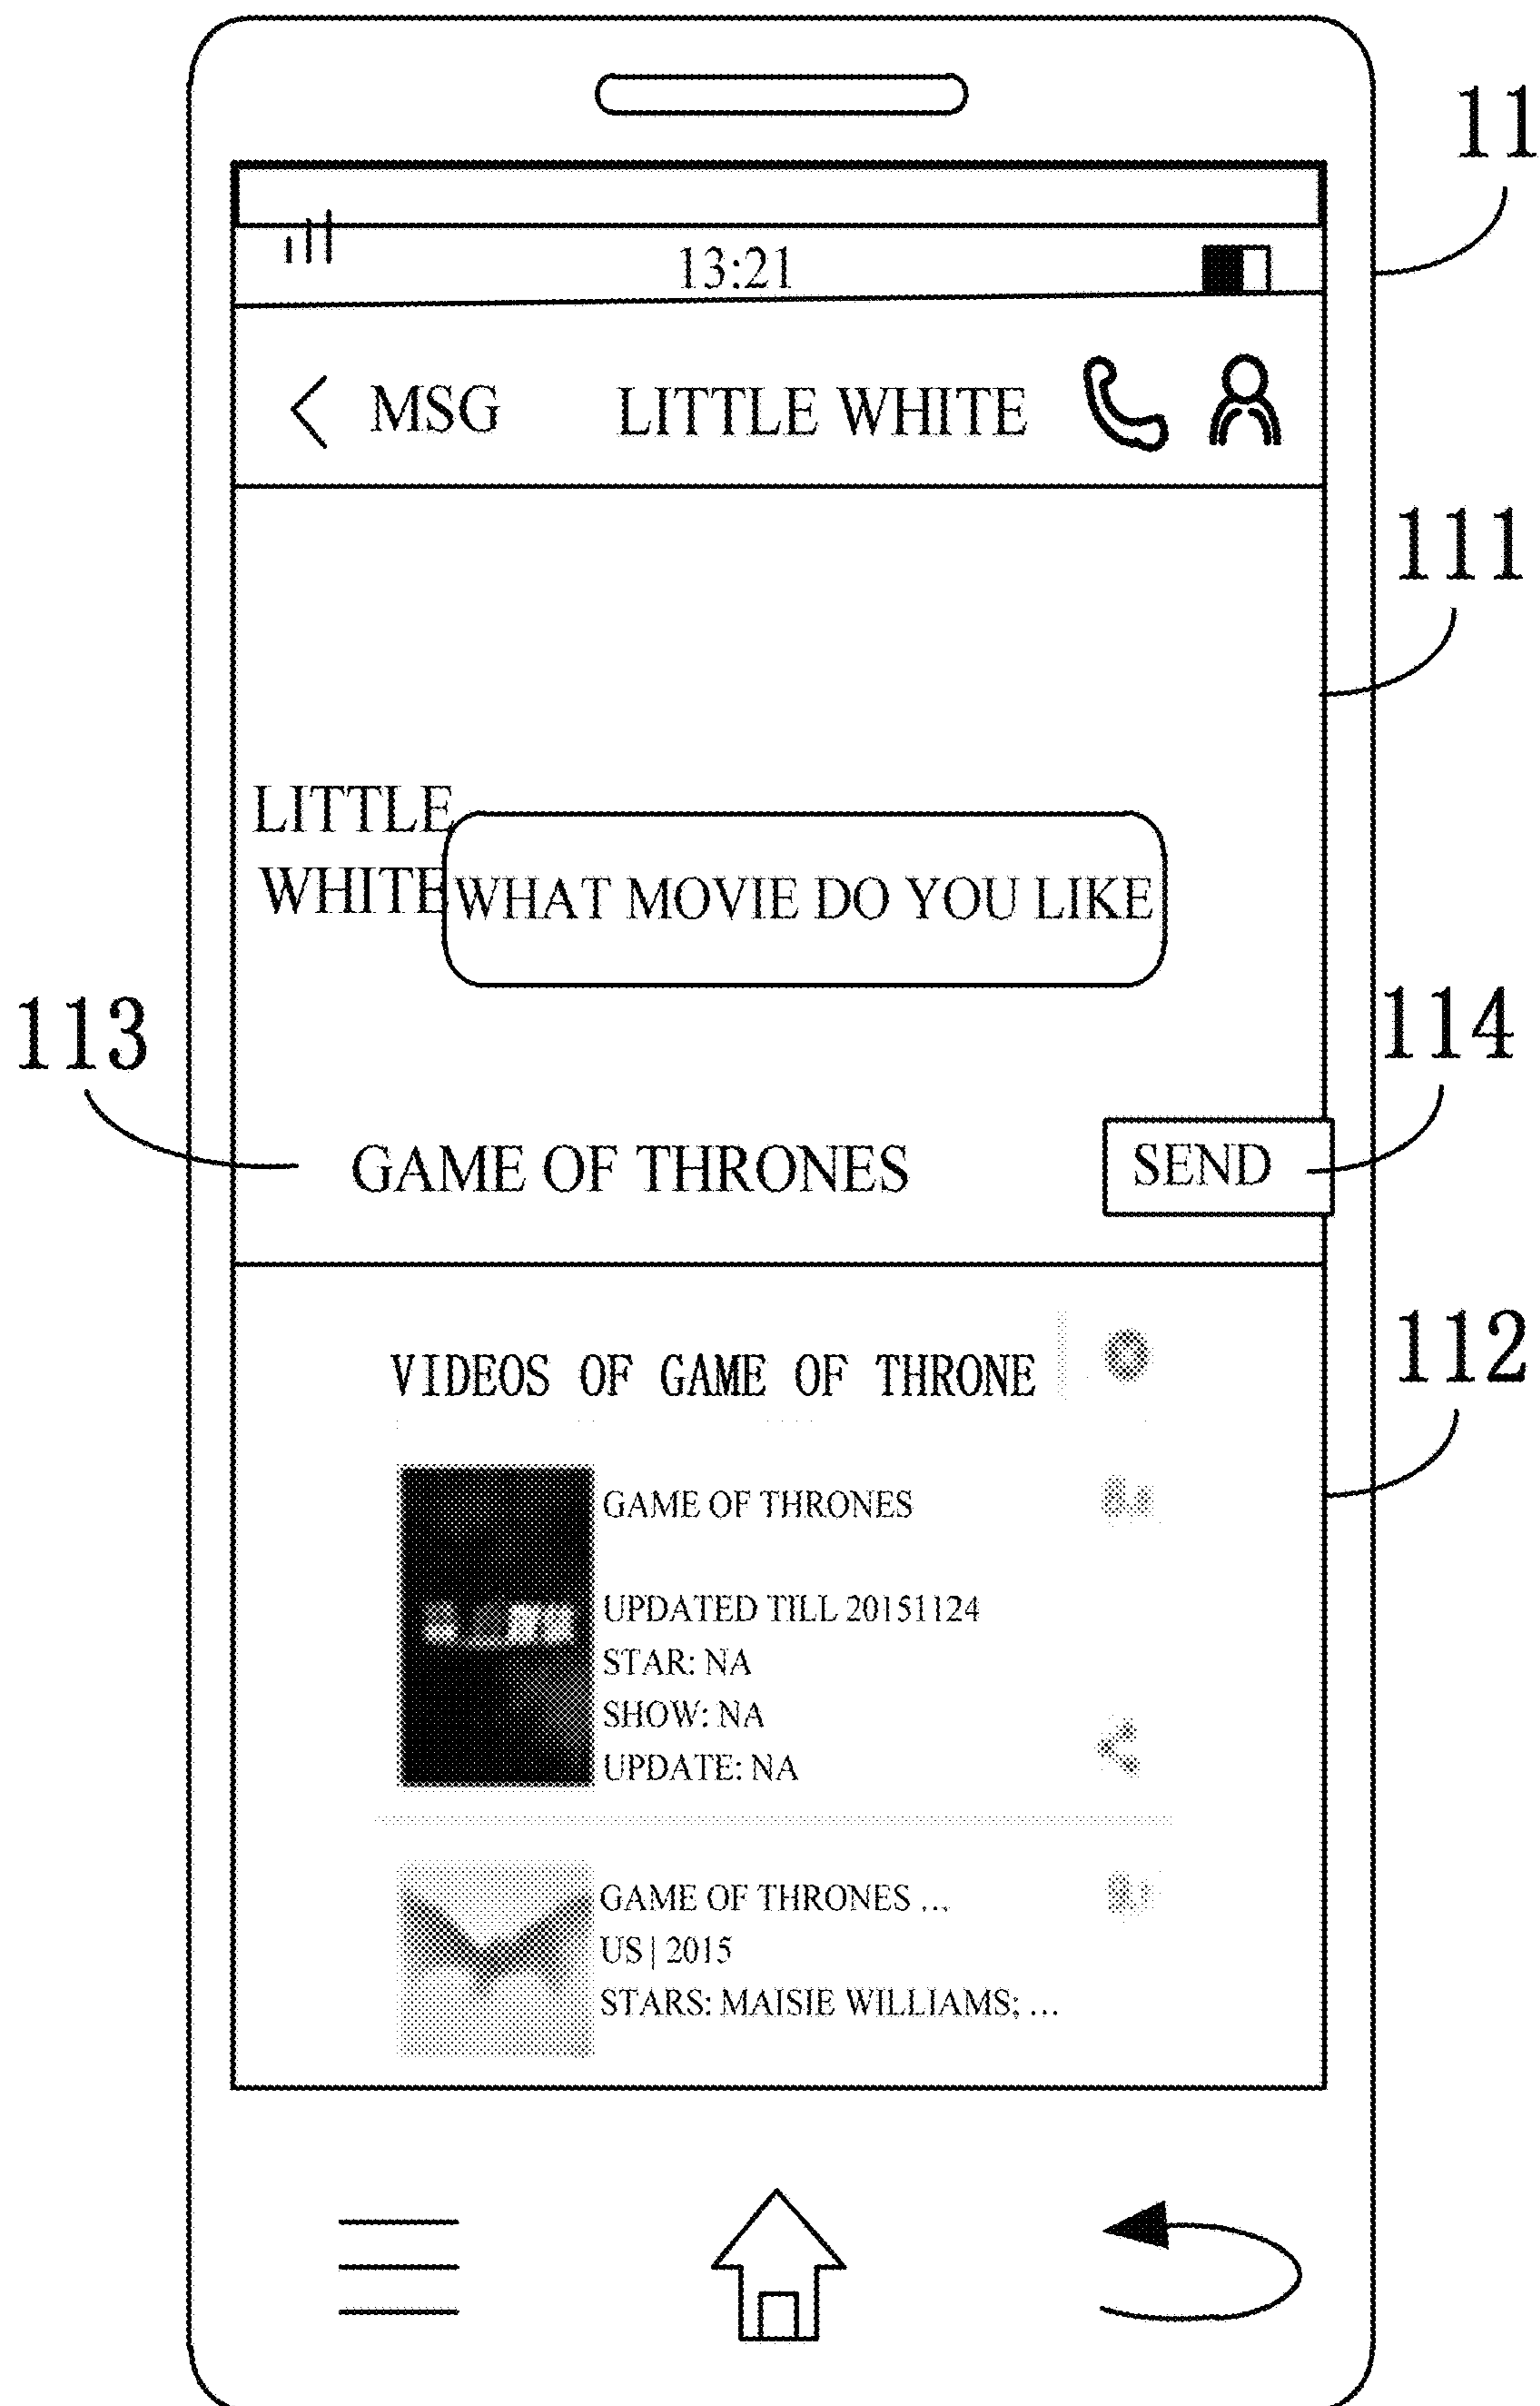 11
13:21
MSG LITTLE WHITE
111
LITTLE
WHITE
WHAT MOVIE DO YOU LIKE
113
114
GAME OF THRONES SEND
112
VIDEOS OF GAME OF THRONE
GAME OF THRONES
UPDATED TILL 20151124
STAR: NA
SHOW: NA
UPDATE: NA
GAME OF THRONES ...
US | 2015
STARS: MAISIE WILLIAMS; ...